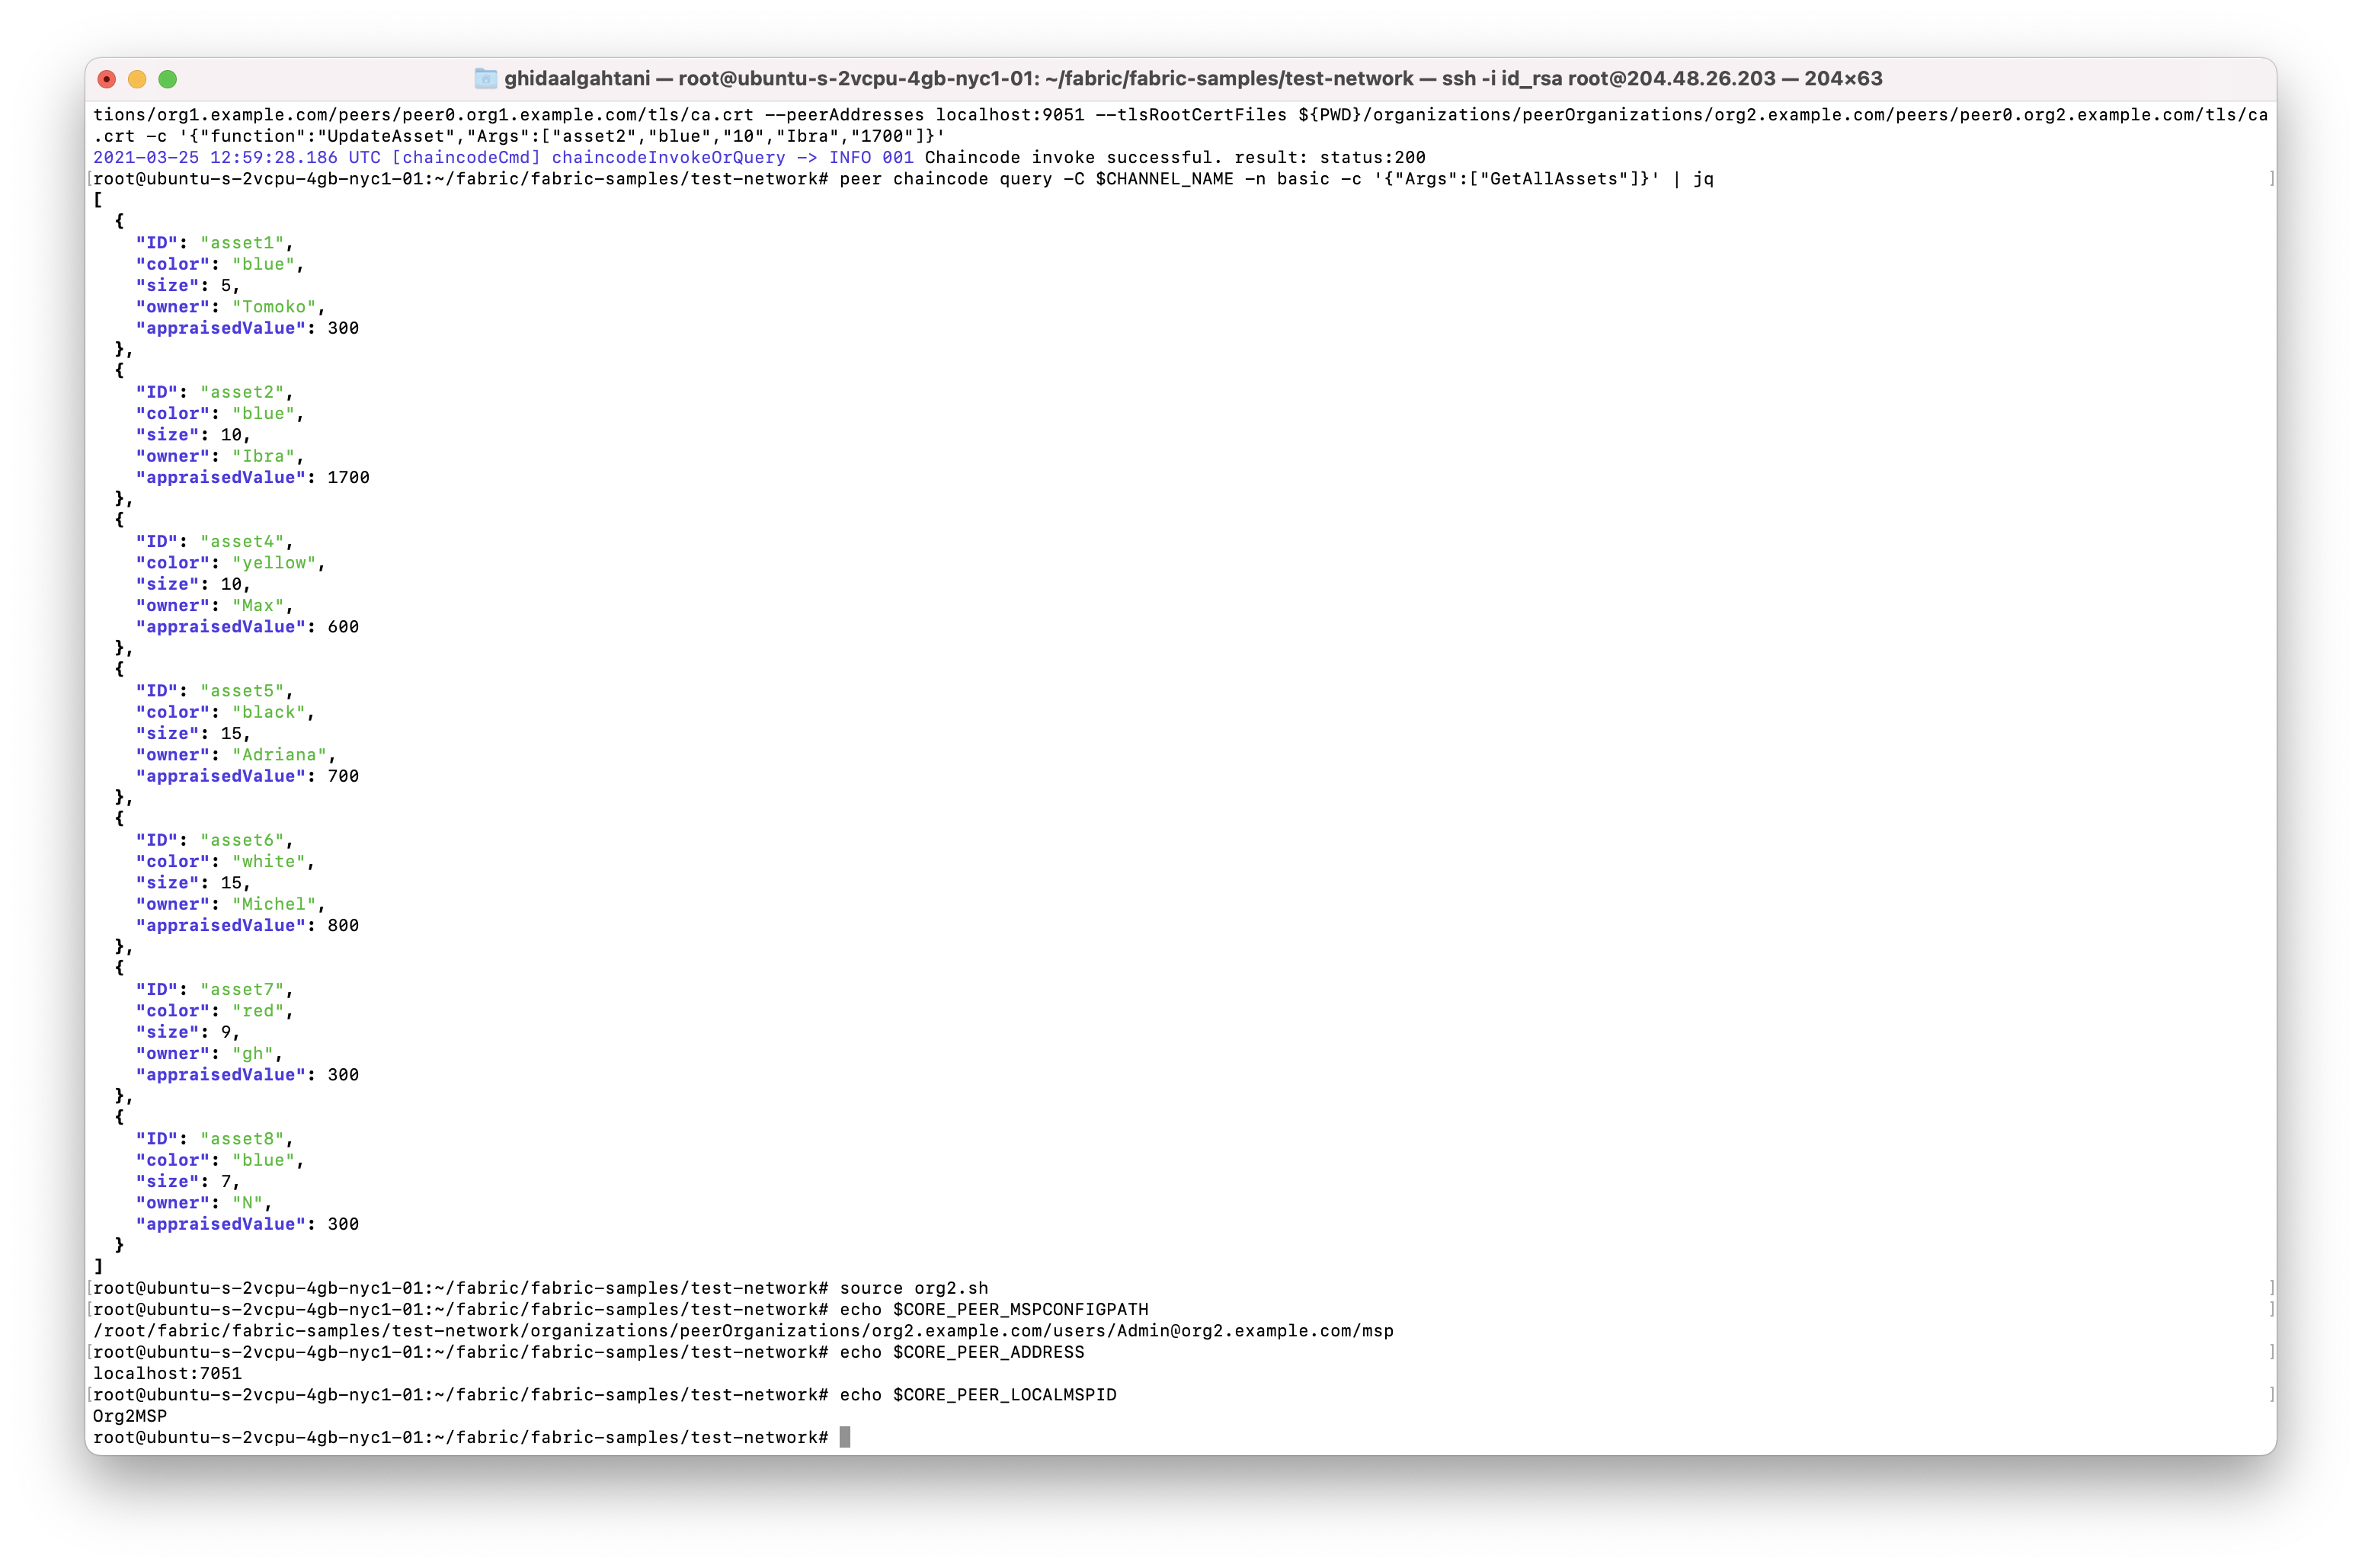 ghidaalgahtani — root@ubuntu-s-2vcpu-4gb-nyc1-01: ~/fabric/fabric-samples/test-network — ssh -i id_rsa root@204.48.26.203 — 204×63
tions/org1.example.com/peers/peer0.org1.example.com/tls/ca.crt --peerAddresses localhost:9051 --tlsRootCertFiles ${PWD}/organizations/peerOrganizations/org2.example.com/peers/peer0.org2.example.com/tls/ca
.crt -c '{"function":"UpdateAsset","Args":["asset2","blue","10","Ibra","1700"]}'
2021-03-25 12:59:28.186 UTC [chaincodeCmd] chaincodeInvokeOrQuery -> INFO 001 Chaincode invoke successful. result: status:200
[root@ubuntu-s-2vcpu-4gb-nyc1-01:~/fabric/fabric-samples/test-network# peer chaincode query -C $CHANNEL_NAME -n basic -c '{"Args":["GetAllAssets"]}' | jq ]
[
  {
    "ID": "asset1",
    "color": "blue",
    "size": 5,
    "owner": "Tomoko",
    "appraisedValue": 300
  },
  {
    "ID": "asset2",
    "color": "blue",
    "size": 10,
    "owner": "Ibra",
    "appraisedValue": 1700
  },
  {
    "ID": "asset4",
    "color": "yellow",
    "size": 10,
    "owner": "Max",
    "appraisedValue": 600
  },
  {
    "ID": "asset5",
    "color": "black",
    "size": 15,
    "owner": "Adriana",
    "appraisedValue": 700
  },
  {
    "ID": "asset6",
    "color": "white",
    "size": 15,
    "owner": "Michel",
    "appraisedValue": 800
  },
  {
    "ID": "asset7",
    "color": "red",
    "size": 9,
    "owner": "gh",
    "appraisedValue": 300
  },
  {
    "ID": "asset8",
    "color": "blue",
    "size": 7,
    "owner": "N",
    "appraisedValue": 300
  }
]
[root@ubuntu-s-2vcpu-4gb-nyc1-01:~/fabric/fabric-samples/test-network# source org2.sh ]
[root@ubuntu-s-2vcpu-4gb-nyc1-01:~/fabric/fabric-samples/test-network# echo $CORE_PEER_MSPCONFIGPATH ]
/root/fabric/fabric-samples/test-network/organizations/peerOrganizations/org2.example.com/users/Admin@org2.example.com/msp
[root@ubuntu-s-2vcpu-4gb-nyc1-01:~/fabric/fabric-samples/test-network# echo $CORE_PEER_ADDRESS ]
localhost:7051
[root@ubuntu-s-2vcpu-4gb-nyc1-01:~/fabric/fabric-samples/test-network# echo $CORE_PEER_LOCALMSPID ]
Org2MSP
root@ubuntu-s-2vcpu-4gb-nyc1-01:~/fabric/fabric-samples/test-network#